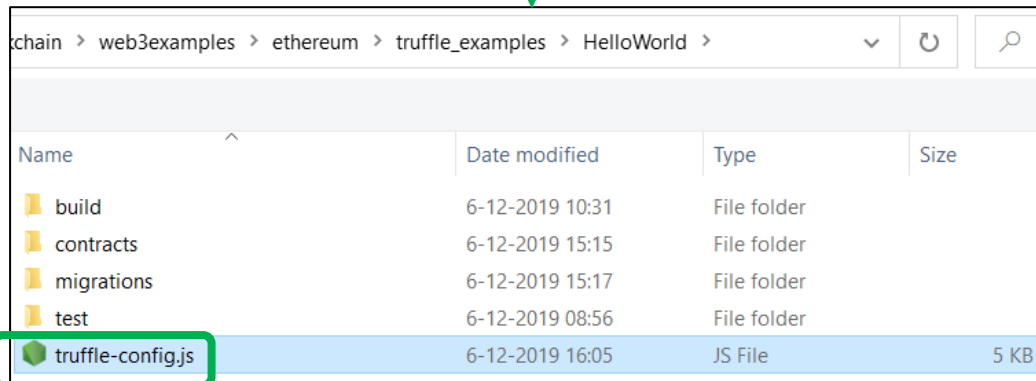 chain > web3examples > ethereum > truffle_examples > HelloWorld >
Name Date modified Type Size
build 6-12-2019 10:31 File folder
contracts 6-12-2019 15:15 File folder
migrations 6-12-2019 15:17 File folder
test 6-12-2019 08:56 File folder
truffle-config.js 6-12-2019 16:05 JS File 5 KB